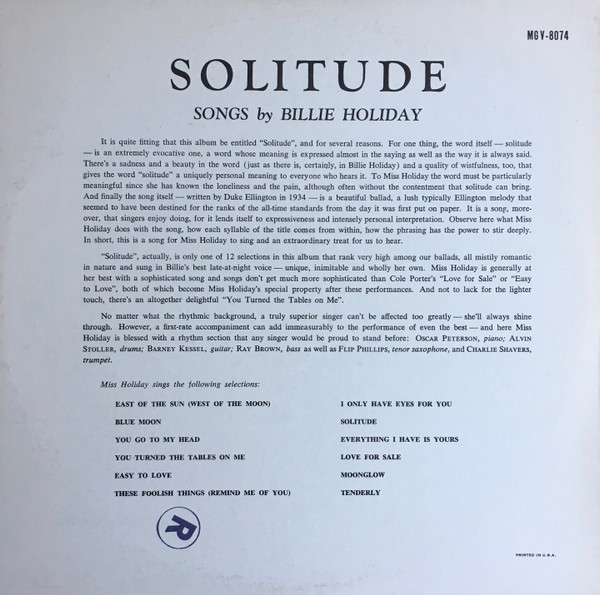 MGV-8074
SOLITUDE
SONGS by BILLIE HOLIDAY
It is quite fitting that this album be entitled "Solitude", and for several reasons. For one thing, the word itself — solitude
— is an extremely evocative one, a word whose meaning is expressed almost in the saying as well as the way it is always said.
There's a sadness and a beauty in the word (just as there is, certainly, in Billie Holiday) and a quality of wistfulness, too, that
gives the word "solitude" a uniquely personal meaning to everyone who hears it. To Miss Holiday the word must be particularly
meaningful since she has known the loneliness and the pain, although often without the contentment that solitude can bring.
And finally the song itself — written by Duke Ellington in 1934 — is a beautiful ballad, a lush typically Ellington melody that
seemed to have been destined for the ranks of the all-time standards from the day it was first put on paper. It is a song, more-
over, that singers enjoy doing, for it lends itself to expressiveness and intensely personal interpretation. Observe here what Miss
Holiday does with the song, how each syllable of the title comes from within, how the phrasing has the power to stir deeply.
In short, this is a song for Miss Holiday to sing and an extraordinary treat for us to hear.
"Solitude", actually, is only one of 12 selections in this album that rank very high among our ballads, all mistily romantic
in nature and sung in Billie's best late-at-night voice — unique, inimitable and wholly her own. Miss Holiday is generally at
her best with a sophisticated song and songs don't get much more sophisticated than Cole Porter's "Love for Sale" or "Easy
to Love", both of which become Miss Holiday's special property after these performances. And not to lack for the lighter
touch, there's an altogether delightful "You Turned the Tables on Me".
No matter what the rhythmic background, a truly superior singer can't be affected too greatly — she'll always shine
through. However, a first-rate accompaniment can add immeasurably to the performance of even the best — and here Miss
Holiday is blessed with a rhythm section that any singer would be proud to stand before: OSCAR PETERSON, piano; ALVIN
STOLLER, drums; BARNEY KESSEL, guitar; RAY BROWN, bass as well as FLIP PHILLIPS, tenor saxophone, and CHARLIE SHAVERS,
trumpet.
Miss Holiday sings the following selections:
EAST OF THE SUN (WEST OF THE MOON)
BLUE MOON
YOU GO TO MY HEAD
YOU TURNED THE TABLES ON ME
EASY TO LOVE
THESE FOOLISH THINGS (REMIND ME OF YOU)
I ONLY HAVE EYES FOR YOU
SOLITUDE
EVERYTHING I HAVE IS YOURS
LOVE FOR SALE
MOONGLOW
TENDERLY
R
PRINTED IN U.S.A.